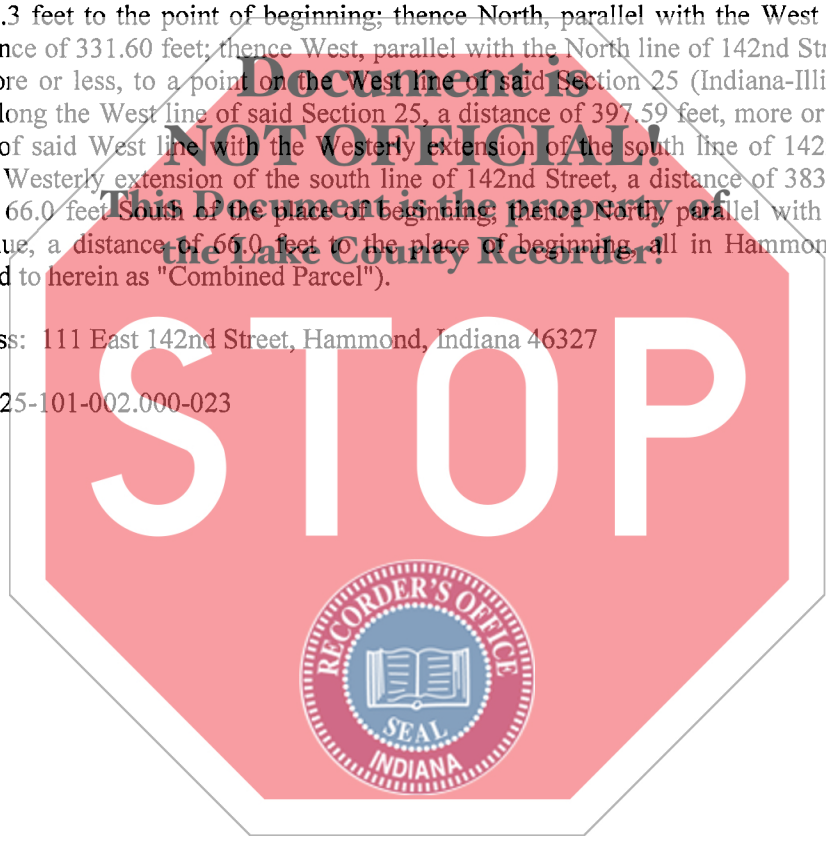 .3 feet to the point of beginning; thence North, parallel with the West
nce of 331.60 feet; thence West, parallel with the North line of 142nd Str
ore or less, to a point on the West line of said Section 25 (Indiana-Illi
long the West line of said Section 25, a distance of 397.59 feet, more or
of said West line with the Westerly extension of the south line of 142
Westerly extension of the south line of 142nd Street, a distance of 383
66.0 feet South of the place of beginning; thence North, parallel with
ue, a distance of 66.0 feet to the place of beginning, all in Hammon
d to herein as "Combined Parcel").
ss: 111 East 142nd Street, Hammond, Indiana 46327
25-101-002.000-023
Document is
NOT OFFICIAL!
This Document is the property of
the Lake County Recorder!
STOP
RECORDER'S OFFICE
SEAL
INDIANA